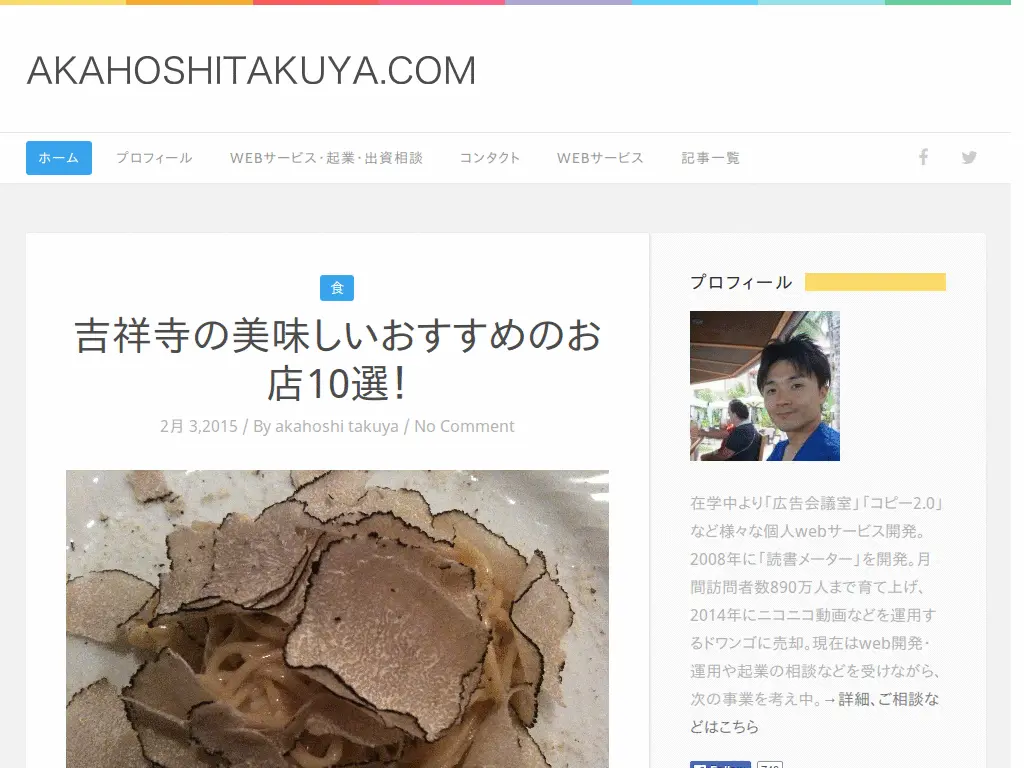 AKAHOSHITAKUYA.COM
ホーム プロフィール WEBサービス･起業･出資相談 コンタクト WEBサービス 記事一覧
食
吉祥寺の美味しいおすすめのお
店10選！
2月 3,2015 / By akahoshi takuya / No Comment
プロフィール
在学中より｢広告会議室｣｢コピー2.0｣
など様々な個人webサービス開発｡
2008年に｢読書メーター｣を開発｡月
間訪問者数890万人まで育て上げ､
2014年にニコニコ動画などを運用す
るドワンゴに売却｡現在はweb開発･
運用や起業の相談などを受けながら､
次の事業を考え中｡→詳細､ご相談な
どはこちら